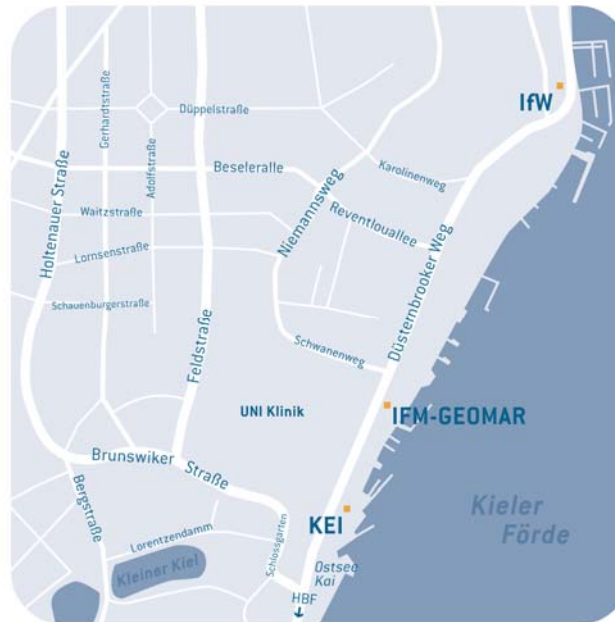 IfW
Düppelstraße
Gerhardtstraße
Adolfstraße
Beseleralle
Karolinenweg
Holtenauer Straße
Waitzstraße
Niemannsweg
Reventlouallee
Lornsenstraße
Düsternbrooker Weg
Schauenburgerstraße
Feldstraße
Schwanenweg
UNI Klinik
IFM-GEOMAR
Brunswiker Straße
Bergstraße
KEI
Kieler
Förde
Lorentzendamm
Schlossgarten
Kleiner Kiel
Ostsee
Kai
HBF